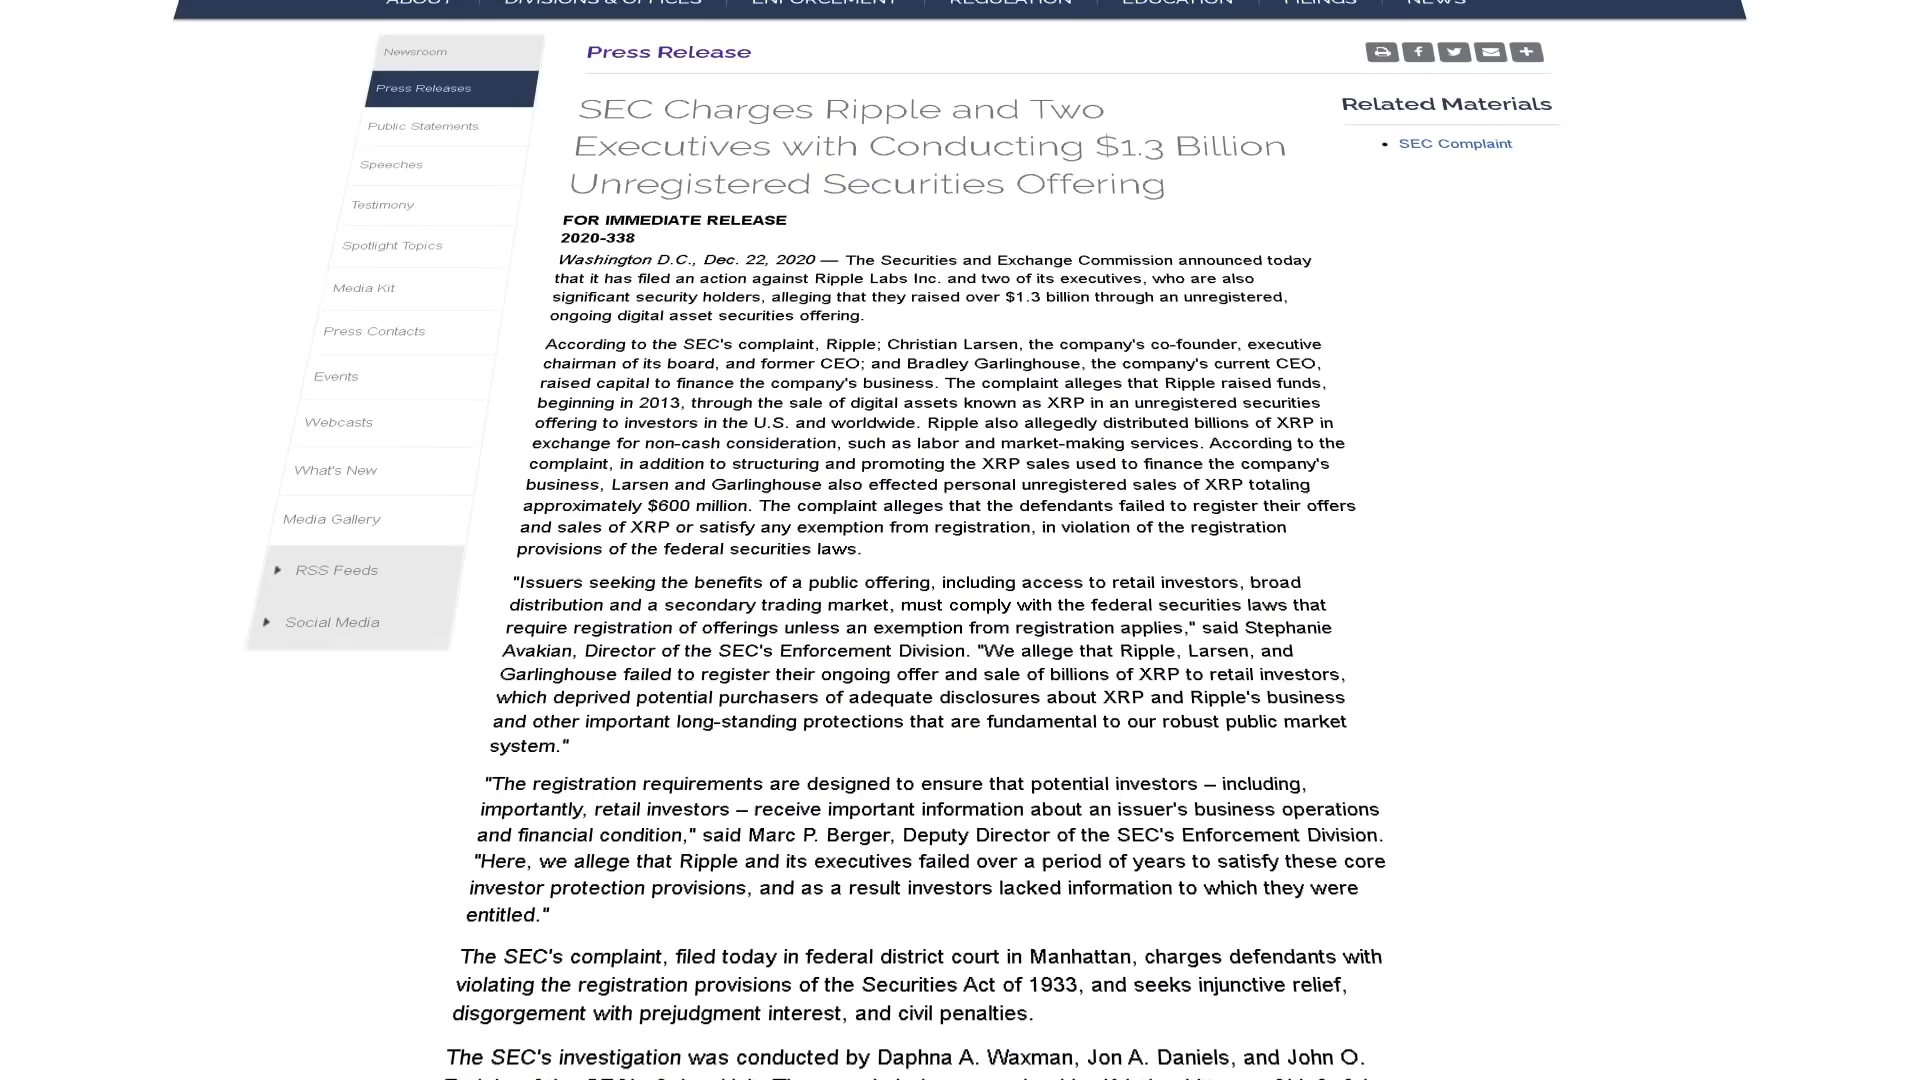 ABOUT DIVISIONS & OFFICES ENFORCEMENT REGULATION EDUCATION FILINGS NEWS
Newsroom
Press Releases
Public Statements
Speeches
Testimony
Spotlight Topics
Media Kit
Press Contacts
Events
Webcasts
What's New
Media Gallery
RSS Feeds
Social Media
Press Release
SEC Charges Ripple and Two
Executives with Conducting $1.3 Billion
Unregistered Securities Offering
FOR IMMEDIATE RELEASE
2020-338
Washington D.C., Dec. 22, 2020 — The Securities and Exchange Commission announced today
that it has filed an action against Ripple Labs Inc. and two of its executives, who are also
significant security holders, alleging that they raised over $1.3 billion through an unregistered,
ongoing digital asset securities offering.
According to the SEC's complaint, Ripple; Christian Larsen, the company's co-founder, executive
chairman of its board, and former CEO; and Bradley Garlinghouse, the company's current CEO,
raised capital to finance the company's business. The complaint alleges that Ripple raised funds,
beginning in 2013, through the sale of digital assets known as XRP in an unregistered securities
offering to investors in the U.S. and worldwide. Ripple also allegedly distributed billions of XRP in
exchange for non-cash consideration, such as labor and market-making services. According to the
complaint, in addition to structuring and promoting the XRP sales used to finance the company's
business, Larsen and Garlinghouse also effected personal unregistered sales of XRP totaling
approximately $600 million. The complaint alleges that the defendants failed to register their offers
and sales of XRP or satisfy any exemption from registration, in violation of the registration
provisions of the federal securities laws.
"Issuers seeking the benefits of a public offering, including access to retail investors, broad
distribution and a secondary trading market, must comply with the federal securities laws that
require registration of offerings unless an exemption from registration applies," said Stephanie
Avakian, Director of the SEC's Enforcement Division. "We allege that Ripple, Larsen, and
Garlinghouse failed to register their ongoing offer and sale of billions of XRP to retail investors,
which deprived potential purchasers of adequate disclosures about XRP and Ripple's business
and other important long-standing protections that are fundamental to our robust public market
system."
"The registration requirements are designed to ensure that potential investors – including,
importantly, retail investors – receive important information about an issuer's business operations
and financial condition," said Marc P. Berger, Deputy Director of the SEC's Enforcement Division.
"Here, we allege that Ripple and its executives failed over a period of years to satisfy these core
investor protection provisions, and as a result investors lacked information to which they were
entitled."
The SEC's complaint, filed today in federal district court in Manhattan, charges defendants with
violating the registration provisions of the Securities Act of 1933, and seeks injunctive relief,
disgorgement with prejudgment interest, and civil penalties.
The SEC's investigation was conducted by Daphna A. Waxman, Jon A. Daniels, and John O.
Related Materials
• SEC Complaint